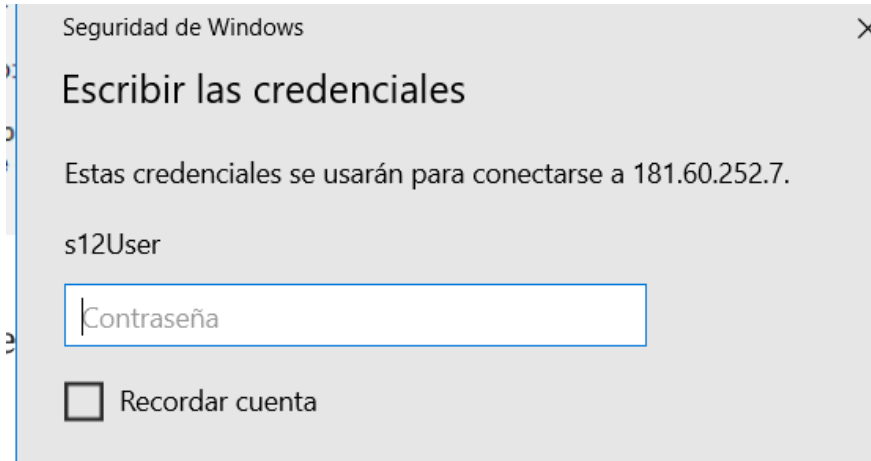 Seguridad de Windows
Escribir las credenciales
Estas credenciales se usarán para conectarse a 181.60.252.7.
s12User
Contraseña
Recordar cuenta